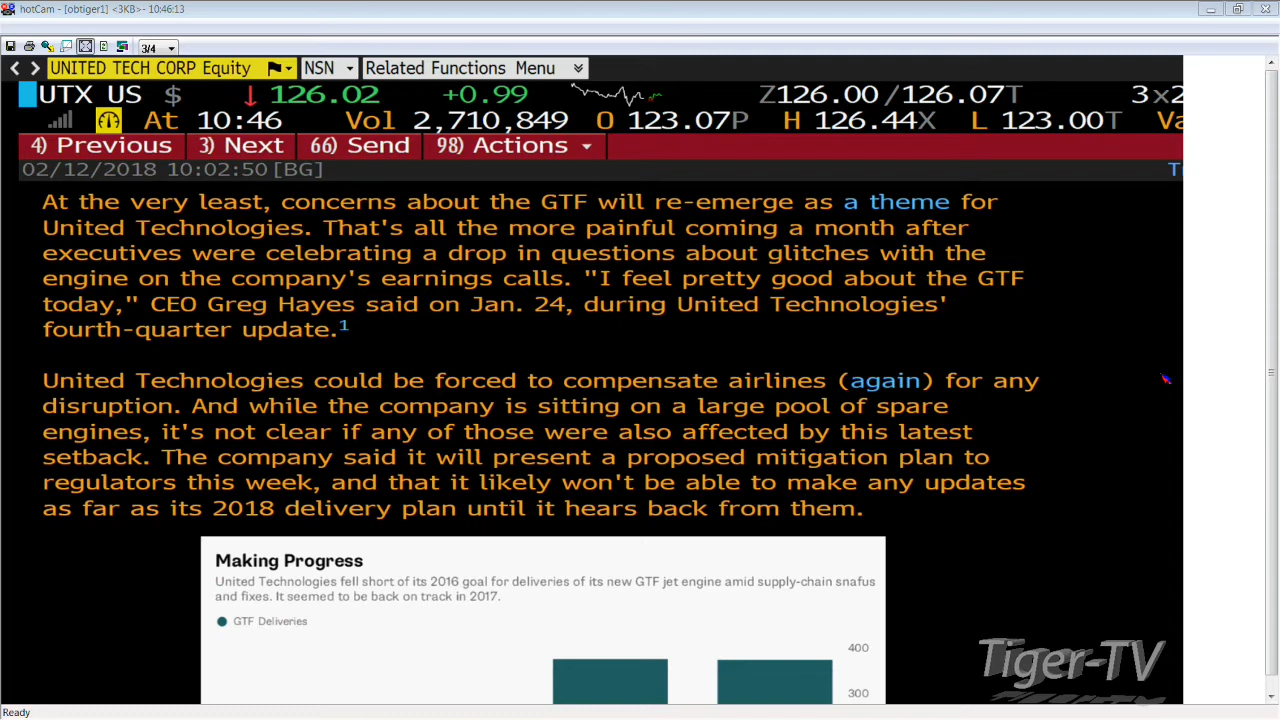 hotCam - [obtiger1] <3KB> - 10:46:13
3/4
UNITED TECH CORP Equity NSN Related Functions Menu
UTX US $ ↓ 126.02 +0.99 Z126.00 /126.07T 3x2
At 10:46 Vol 2,710,849 O 123.07P H 126.44X L 123.00T Va
4) Previous 3) Next 66) Send 98) Actions
02/12/2018 10:02:50 [BG]
At the very least, concerns about the GTF will re-emerge as a theme for
United Technologies. That's all the more painful coming a month after
executives were celebrating a drop in questions about glitches with the
engine on the company's earnings calls. "I feel pretty good about the GTF
today," CEO Greg Hayes said on Jan. 24, during United Technologies'
fourth-quarter update.1
United Technologies could be forced to compensate airlines (again) for any
disruption. And while the company is sitting on a large pool of spare
engines, it's not clear if any of those were also affected by this latest
setback. The company said it will present a proposed mitigation plan to
regulators this week, and that it likely won't be able to make any updates
as far as its 2018 delivery plan until it hears back from them.
Making Progress
United Technologies fell short of its 2016 goal for deliveries of its new GTF jet engine amid supply-chain snafus
and fixes. It seemed to be back on track in 2017.
GTF Deliveries
400
300
Tiger-TV
Ready